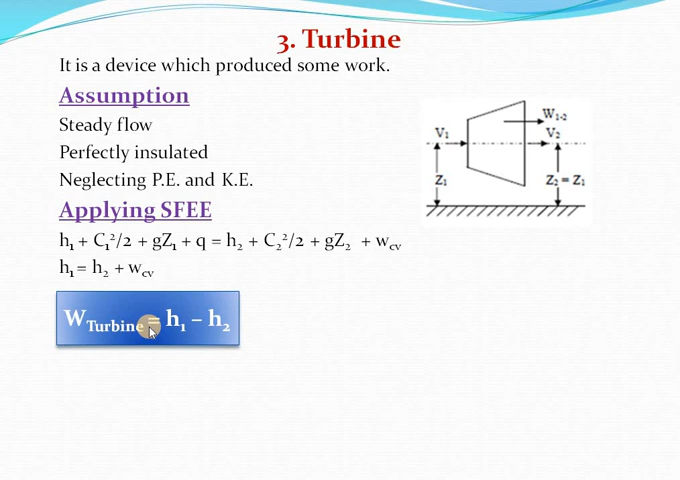 3. Turbine
It is a device which produced some work.
Assumption
Steady flow
Perfectly insulated
Neglecting P.E. and K.E.
Applying SFEE
h₁ + C₁²/2 + gZ₁ + q = h₂ + C₂²/2 + gZ₂ + w_cv
h₁ = h₂ + w_cv
W_Turbine = h₁ – h₂
W₁₋₂
V₁
V₂
Z₁
Z₂ = Z₁